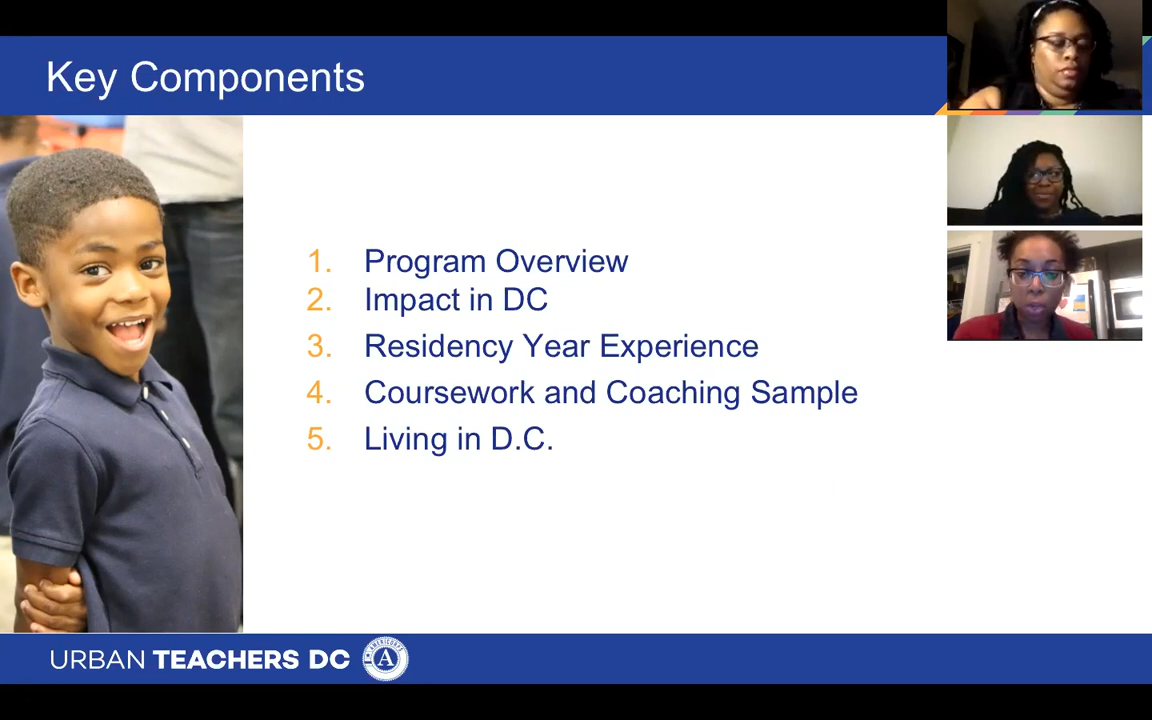 Key Components
1. Program Overview
2. Impact in DC
3. Residency Year Experience
4. Coursework and Coaching Sample
5. Living in D.C.
URBAN TEACHERS DC
AMERICORPS
A